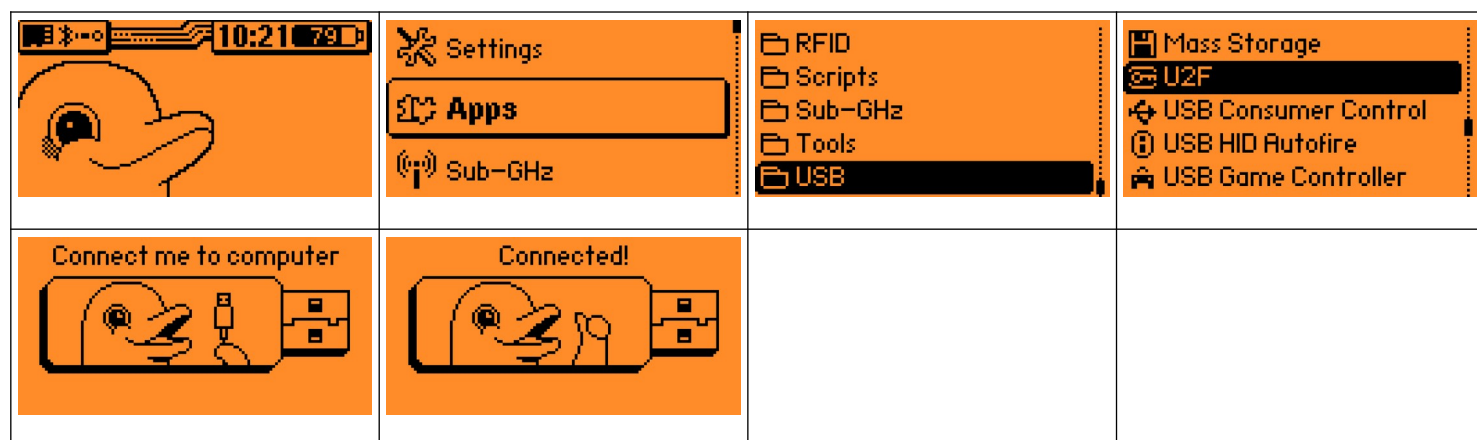 10:21 79
Settings
Apps
Sub-GHz
RFID
Scripts
Sub-GHz
Tools
USB
Mass Storage
U2F
USB Consumer Control
USB HID Autofire
USB Game Controller
Connect me to computer
Connected!